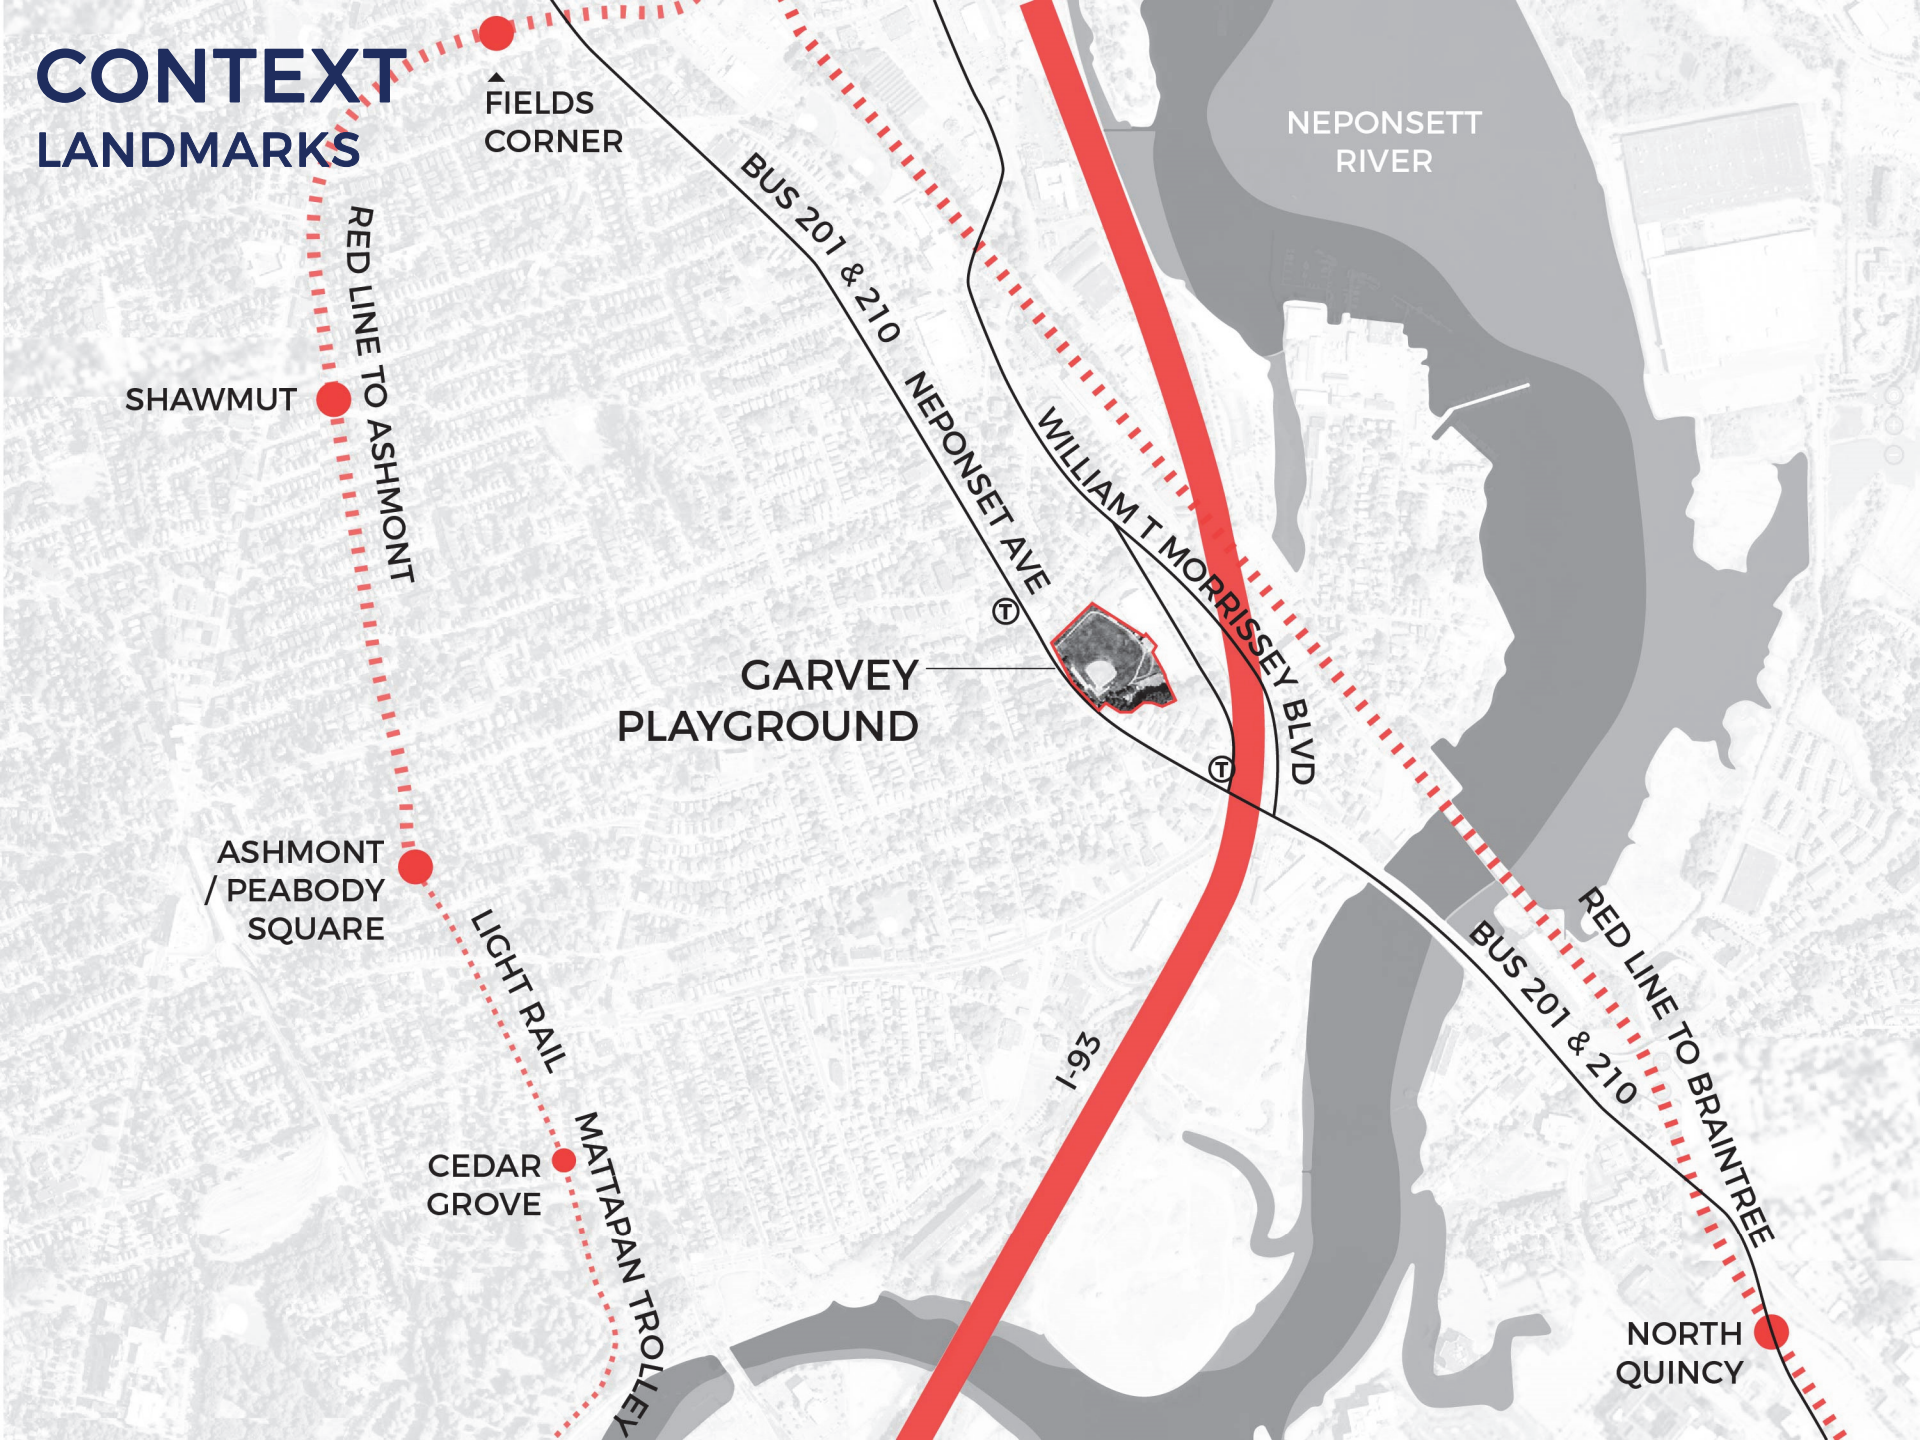 CONTEXT
LANDMARKS
FIELDS
CORNER
NEPONSETT
RIVER
BUS 201 & 210
RED LINE TO ASHMONT
SHAWMUT
NEPONSET AVE
WILLIAM T MORRISSEY BLVD
T
GARVEY
PLAYGROUND
T
ASHMONT
/ PEABODY
SQUARE
LIGHT RAIL
MATTAPAN TROLLEY
RED LINE TO BRAINTREE
BUS 201 & 210
I-93
CEDAR
GROVE
NORTH
QUINCY